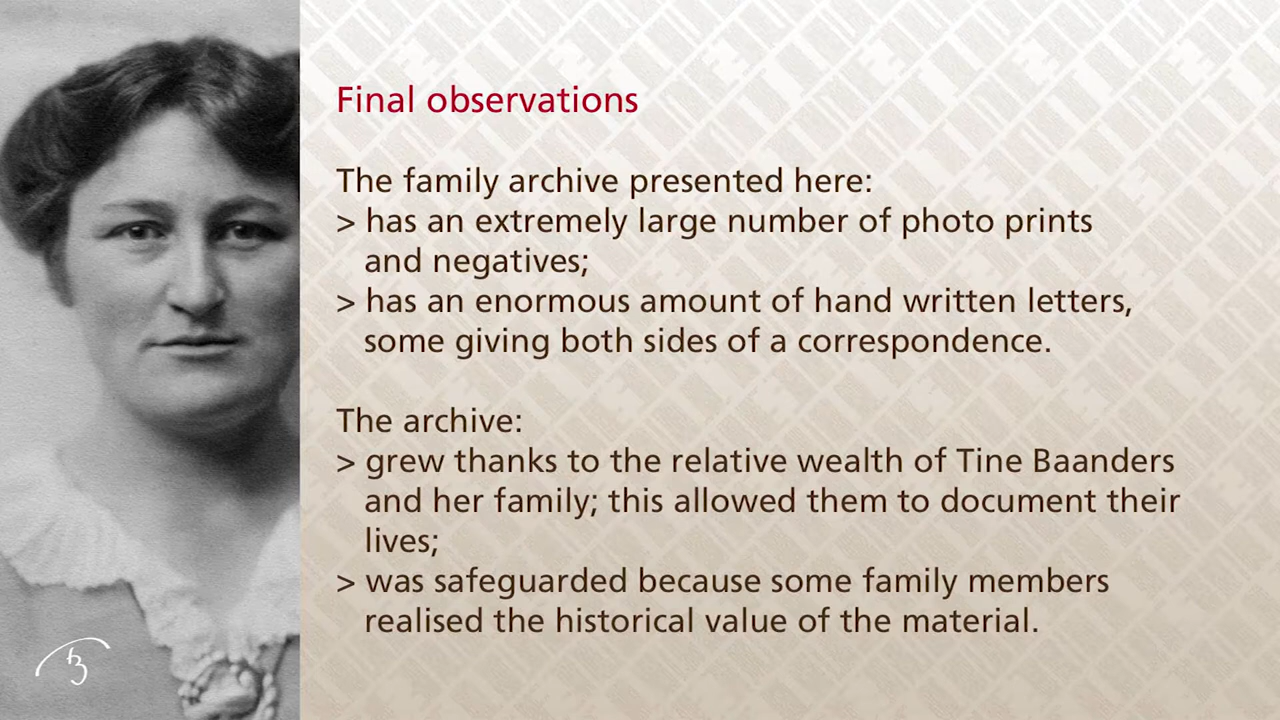 Final observations
The family archive presented here:
> has an extremely large number of photo prints
and negatives;
> has an enormous amount of hand written letters,
some giving both sides of a correspondence.
The archive:
> grew thanks to the relative wealth of Tine Baanders
and her family; this allowed them to document their
lives;
> was safeguarded because some family members
realised the historical value of the material.